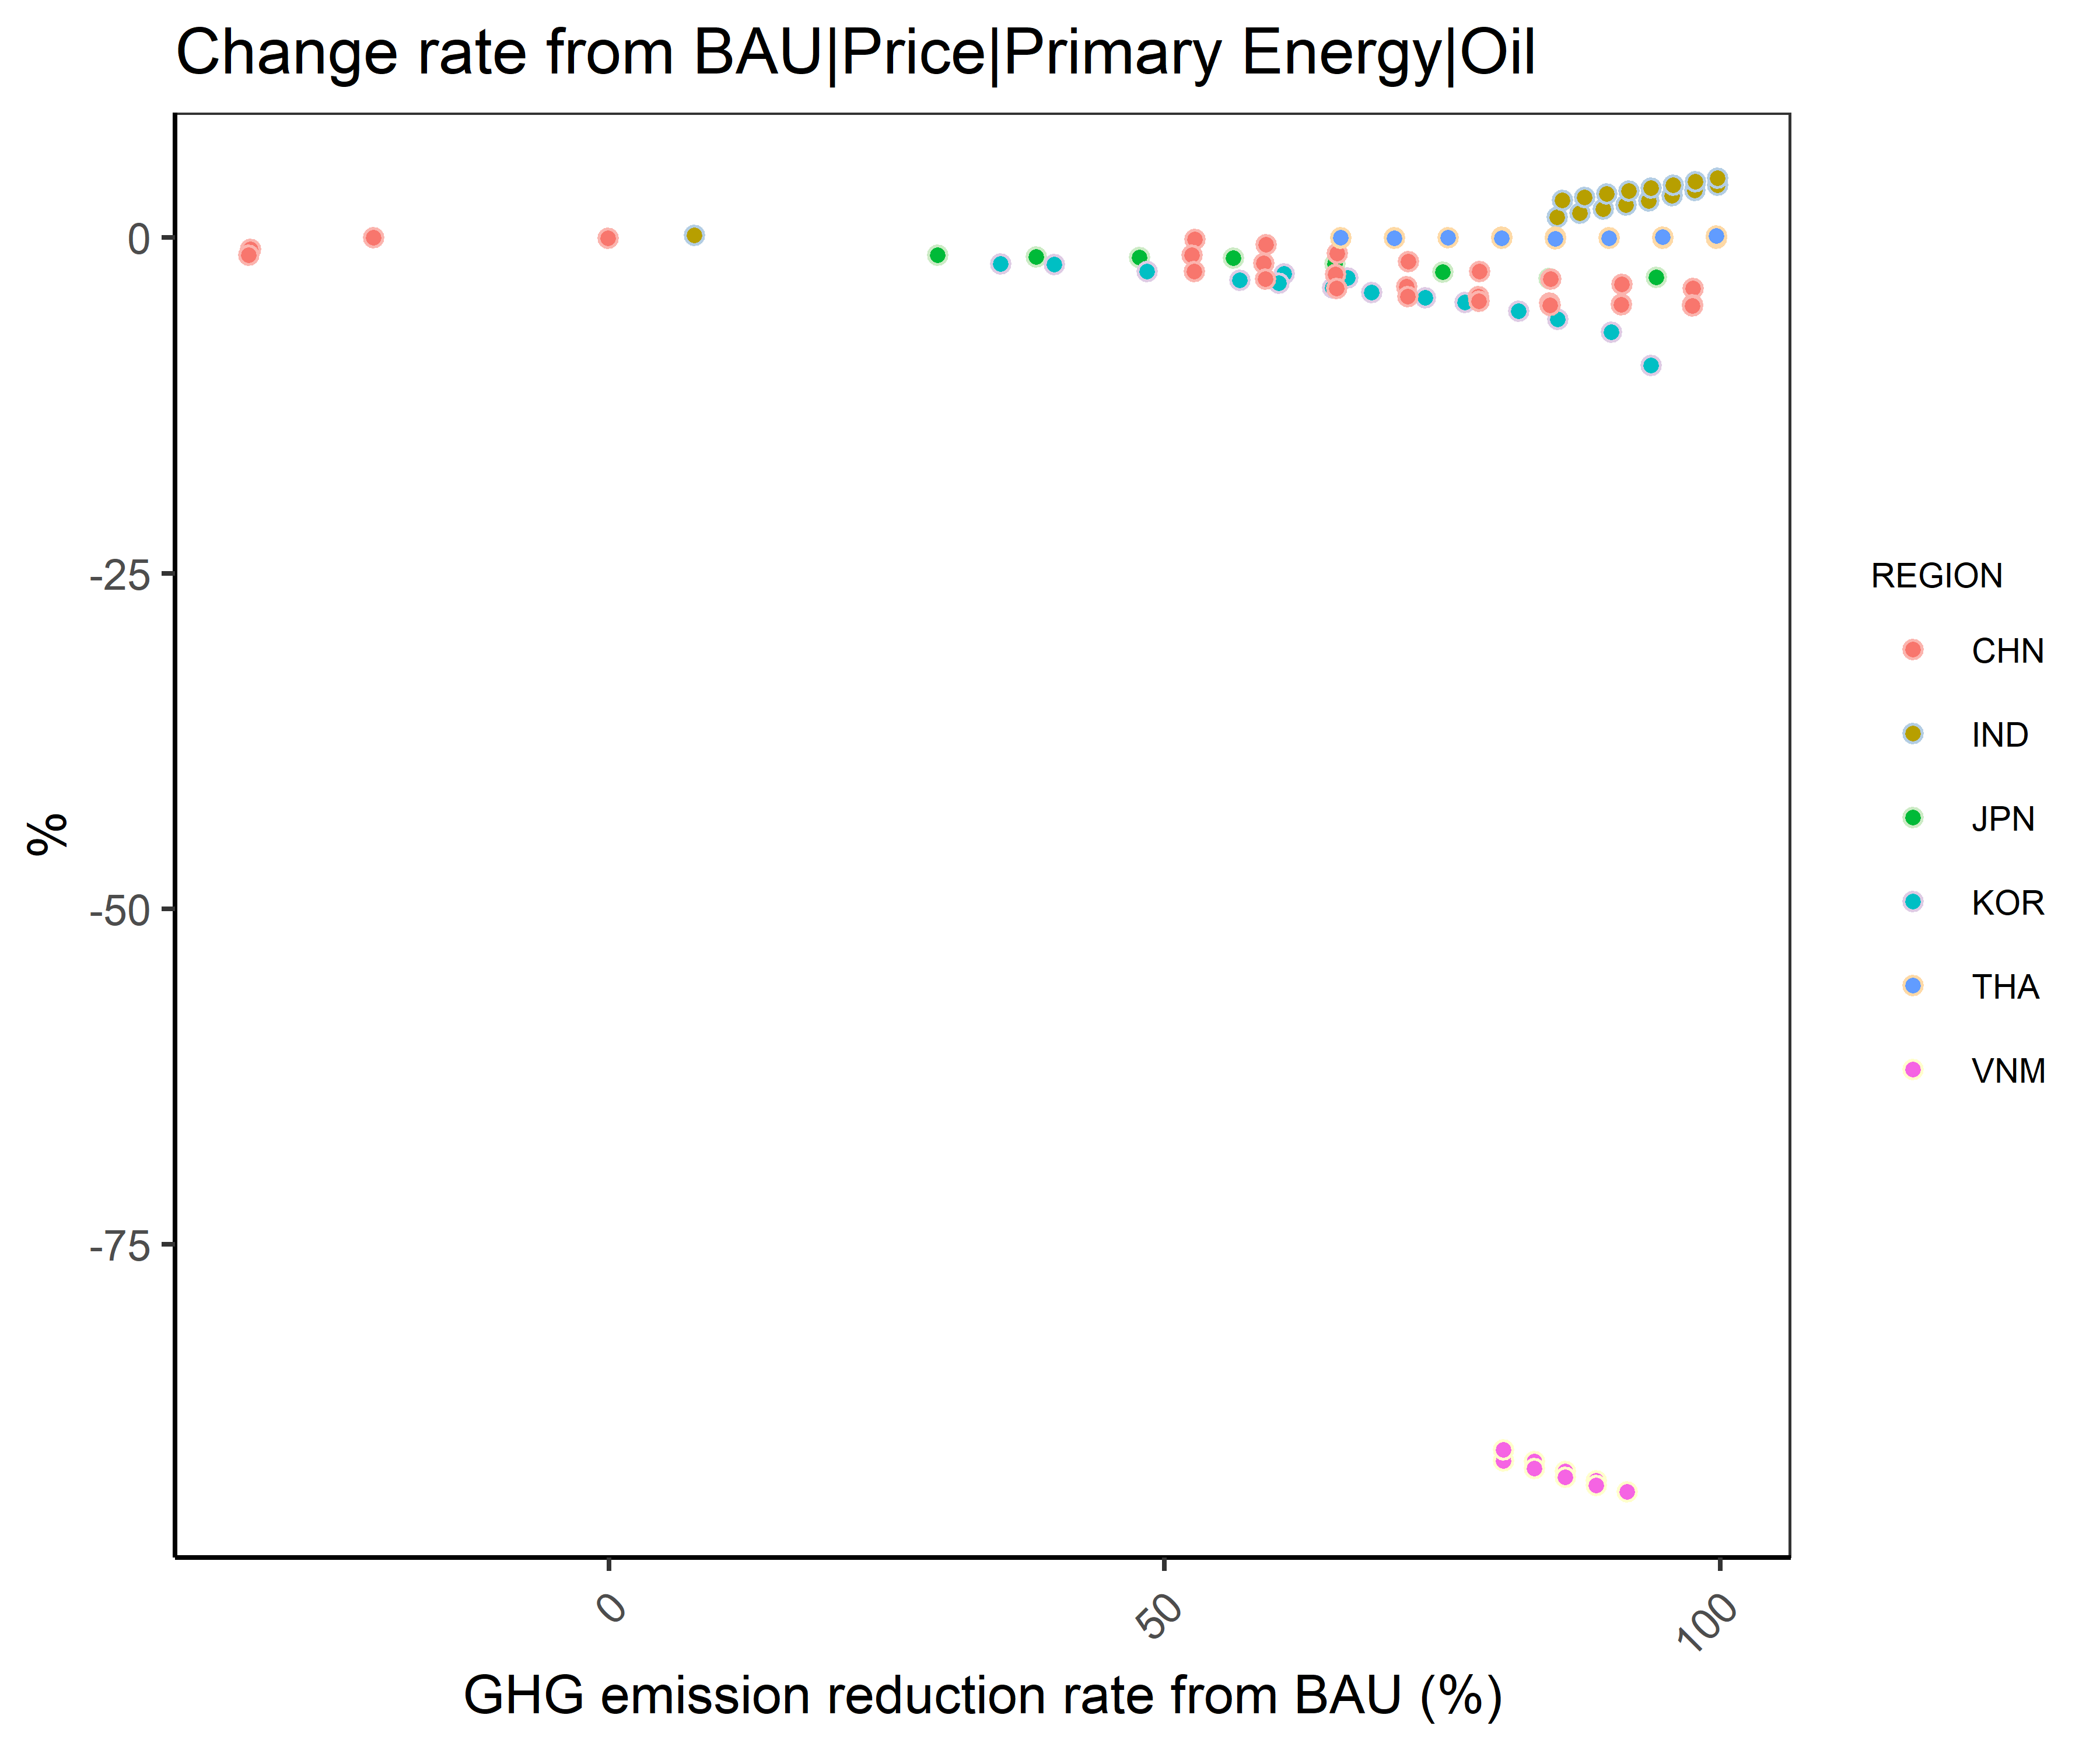 Change rate from BAU|Price|Primary Energy|Oil
0
-25
-50
-75
%
0
50
100
GHG emission reduction rate from BAU (%)
REGION
CHN
IND
JPN
KOR
THA
VNM